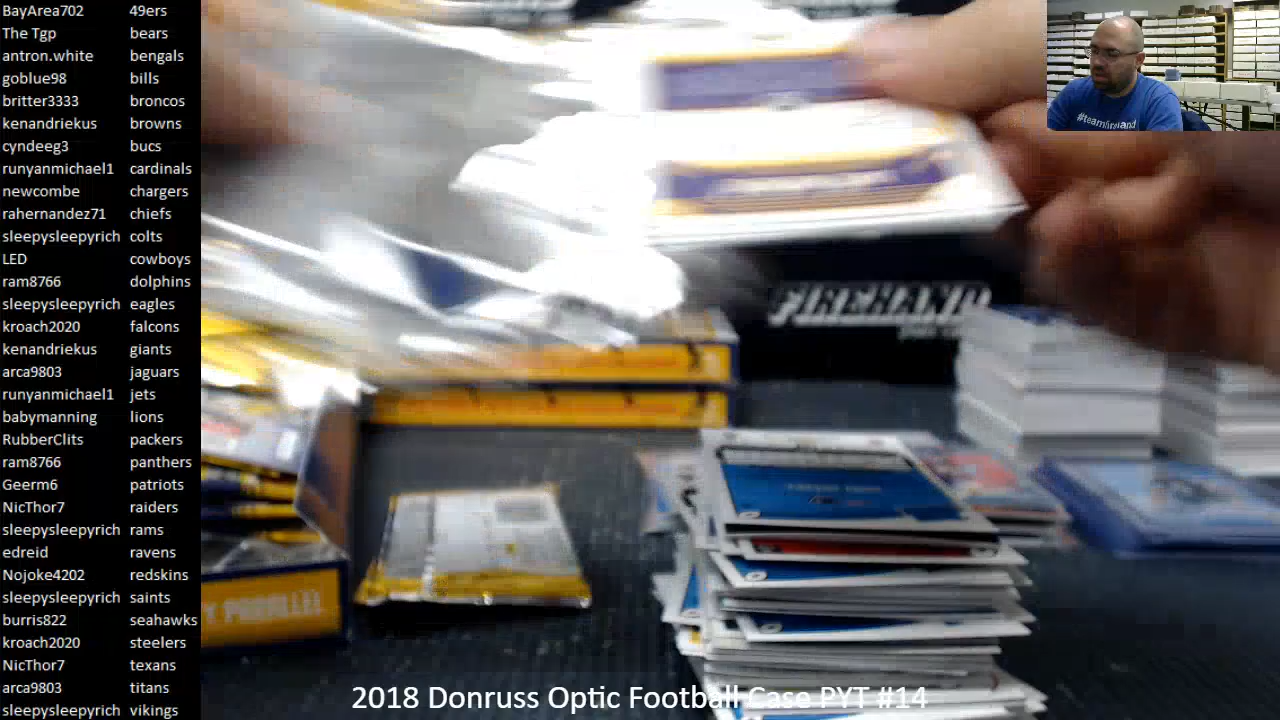 BayArea702 49ers
The Tgp bears
antron.white bengals
goblue98 bills
britter3333 broncos
kenandriekus browns
cyndeeg3 bucs
runyanmichael1 cardinals
newcombe chargers
rahernandez71 chiefs
sleepysleepyrich colts
LED cowboys
ram8766 dolphins
sleepysleepyrich eagles
kroach2020 falcons
kenandriekus giants
arca9803 jaguars
runyanmichael1 jets
babymanning lions
RubberClits packers
ram8766 panthers
Geerm6 patriots
NicThor7 raiders
sleepysleepyrich rams
edreid ravens
Nojoke4202 redskins
sleepysleepyrich saints
burris822 seahawks
kroach2020 steelers
NicThor7 texans
arca9803 titans
sleepysleepyrich vikings
#teamfirehand
FIREHAND
PARALLEL
2018 Donruss Optic Football Case PYT #14